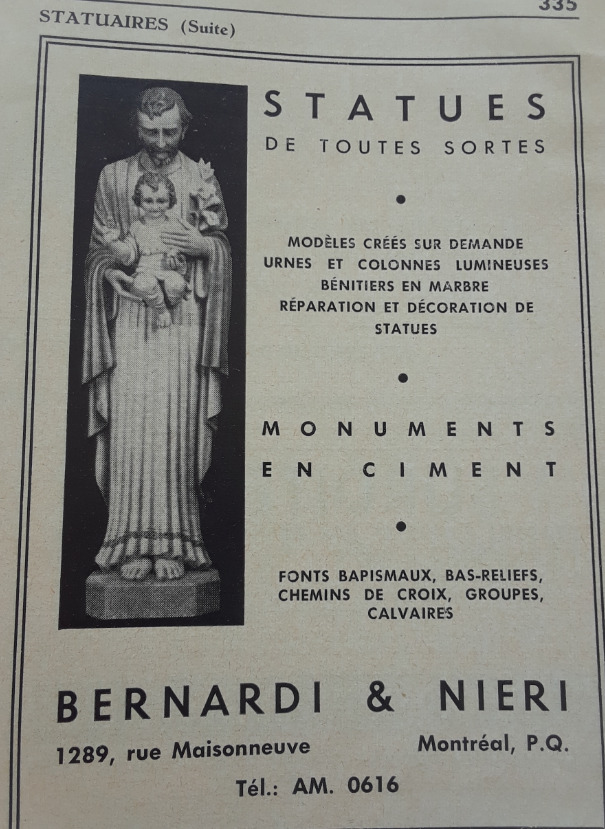 335
STATUAIRES (Suite)
STATUES
DE TOUTES SORTES
MODÈLES CRÉÉS SUR DEMANDE
URNES ET COLONNES LUMINEUSES
BÉNITIERS EN MARBRE
RÉPARATION ET DÉCORATION DE
STATUES
MONUMENTS
EN CIMENT
FONTS BAPISMAUX, BAS-RELIEFS,
CHEMINS DE CROIX, GROUPES,
CALVAIRES
BERNARDI & NIERI
1289, rue Maisonneuve Montréal, P.Q.
Tél.: AM. 0616